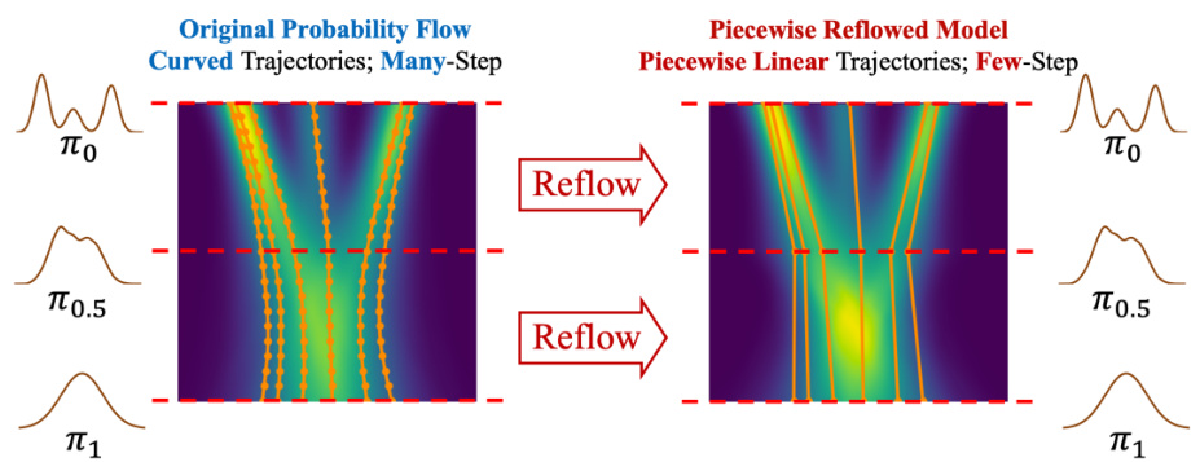 Original Probability Flow
Curved Trajectories; Many-Step
Piecewise Reflowed Model
Piecewise Linear Trajectories; Few-Step
π₀
π₀.₅
π₁
Reflow
Reflow
π₀
π₀.₅
π₁